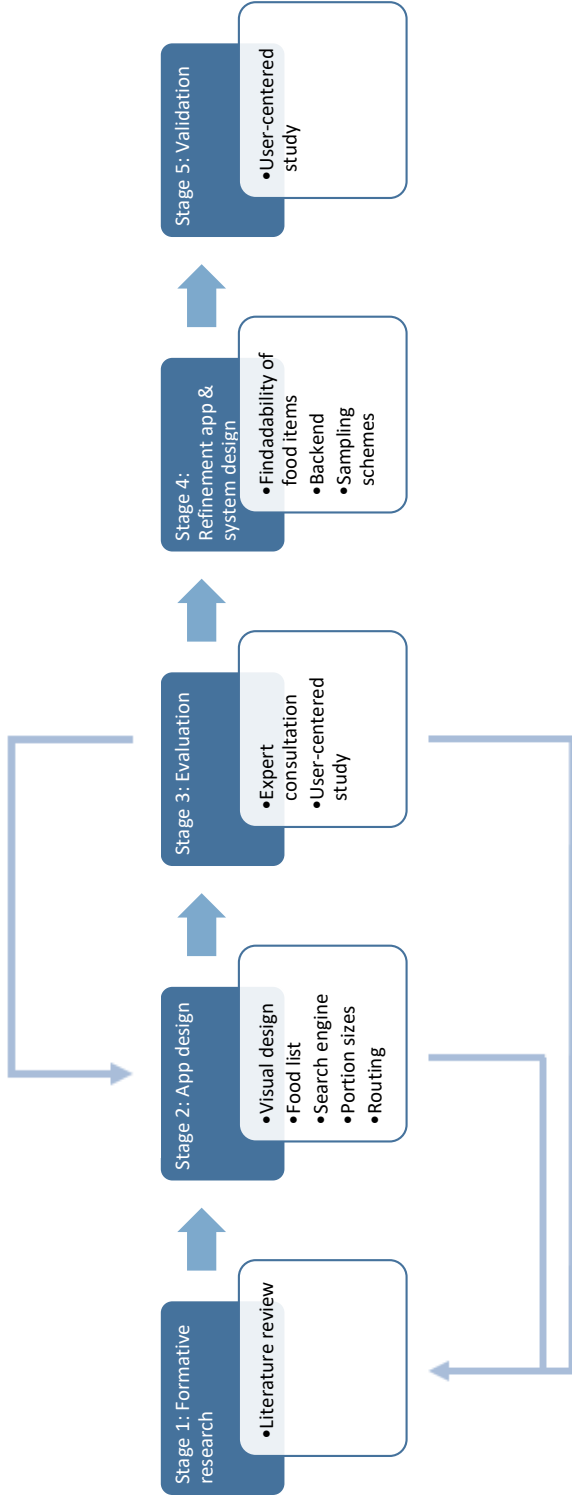 Stage 1: Formative
research
•Literature review
Stage 2: App design
•Visual design
•Food list
•Search engine
•Portion sizes
•Routing
Stage 3: Evaluation
•Expert
consultation
•User-centered
study
Stage 4:
Refinement app &
system design
•Findadability of
food items
•Backend
•Sampling
schemes
Stage 5: Validation
•User-centered
study